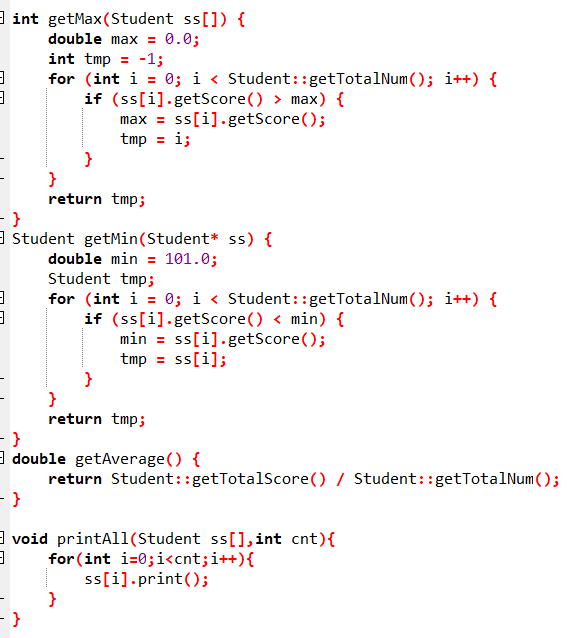 int getMax(Student ss[]) {
    double max = 0.0;
    int tmp = -1;
    for (int i = 0; i < Student::getTotalNum(); i++) {
        if (ss[i].getScore() > max) {
            max = ss[i].getScore();
            tmp = i;
        }
    }
    return tmp;
}
Student getMin(Student* ss) {
    double min = 101.0;
    Student tmp;
    for (int i = 0; i < Student::getTotalNum(); i++) {
        if (ss[i].getScore() < min) {
            min = ss[i].getScore();
            tmp = ss[i];
        }
    }
    return tmp;
}
double getAverage() {
    return Student::getTotalScore() / Student::getTotalNum();
}

void printAll(Student ss[],int cnt){
    for(int i=0;i<cnt;i++){
        ss[i].print();
    }
}